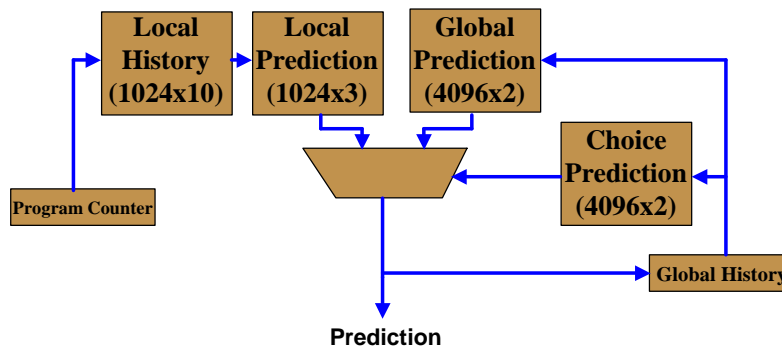 Local
History
(1024x10)
Local
Prediction
(1024x3)
Global
Prediction
(4096x2)
Choice
Prediction
(4096x2)
Program Counter
Global History
Prediction